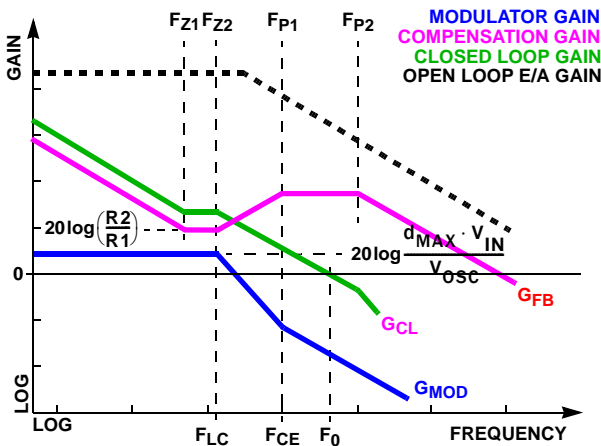 F_Z1 F_Z2 F_P1 F_P2
MODULATOR GAIN
COMPENSATION GAIN
CLOSED LOOP GAIN
OPEN LOOP E/A GAIN
GAIN
20log(R2/R1)
20log d_MAX · V_IN / V_OSC
0
G_FB
G_CL
G_MOD
LOG
LOG
F_LC F_CE F_0 FREQUENCY